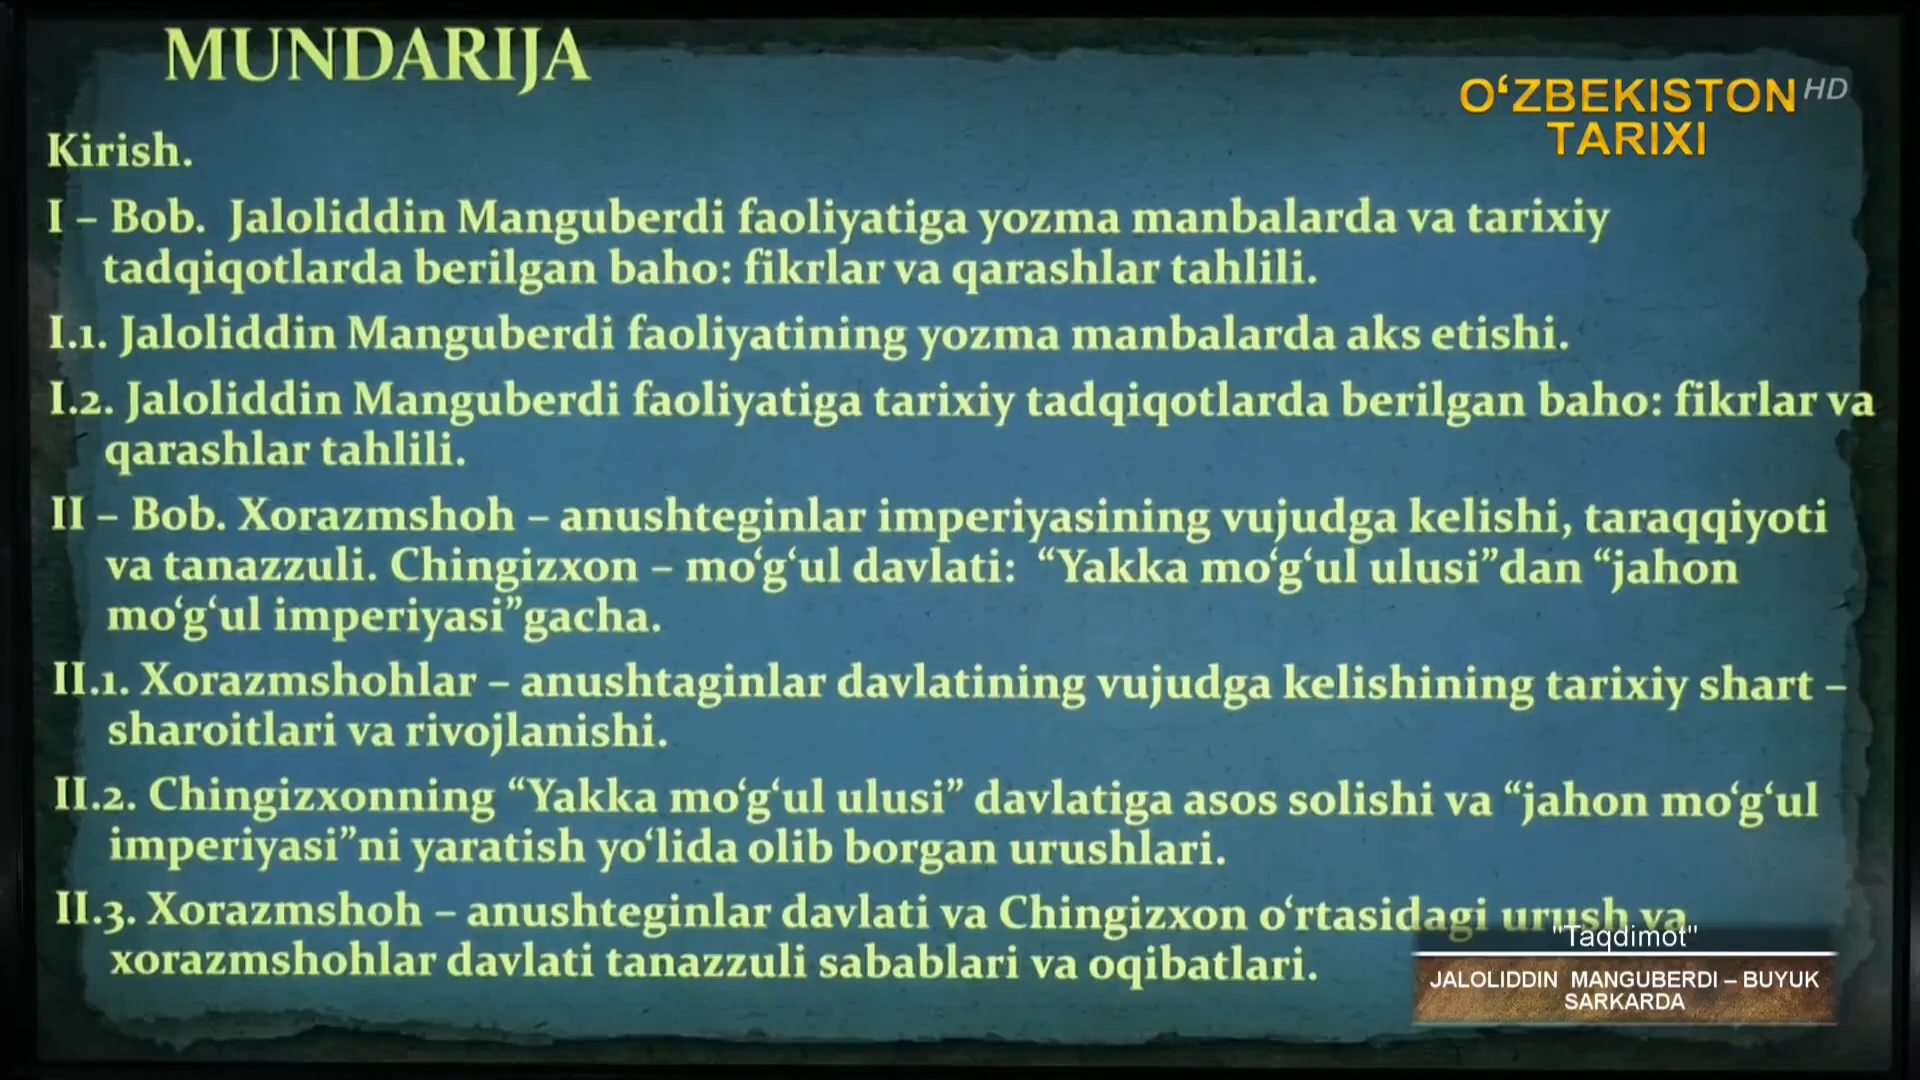 MUNDARIJA
O‘ZBEKISTON HD
TARIXI
Kirish.
I – Bob. Jaloliddin Manguberdi faoliyatiga yozma manbalarda va tarixiy
tadqiqotlarda berilgan baho: fikrlar va qarashlar tahlili.
I.1. Jaloliddin Manguberdi faoliyatining yozma manbalarda aks etishi.
I.2. Jaloliddin Manguberdi faoliyatiga tarixiy tadqiqotlarda berilgan baho: fikrlar va
qarashlar tahlili.
II – Bob. Xorazmshoh – anushteginlar imperiyasining vujudga kelishi, taraqqiyoti
va tanazzuli. Chingizxon – mo‘g‘ul davlati: “Yakka mo‘g‘ul ulusi”dan “jahon
mo‘g‘ul imperiyasi”gacha.
II.1. Xorazmshohlar – anushtaginlar davlatining vujudga kelishining tarixiy shart –
sharoitlari va rivojlanishi.
II.2. Chingizxonning “Yakka mo‘g‘ul ulusi” davlatiga asos solishi va “jahon mo‘g‘ul
imperiyasi”ni yaratish yo‘lida olib borgan urushlari.
II.3. Xorazmshoh – anushteginlar davlati va Chingizxon o‘rtasidagi urush va
xorazmshohlar davlati tanazzuli sabablari va oqibatlari.
"Taqdimot"
JALOLIDDIN MANGUBERDI – BUYUK
SARKARDA